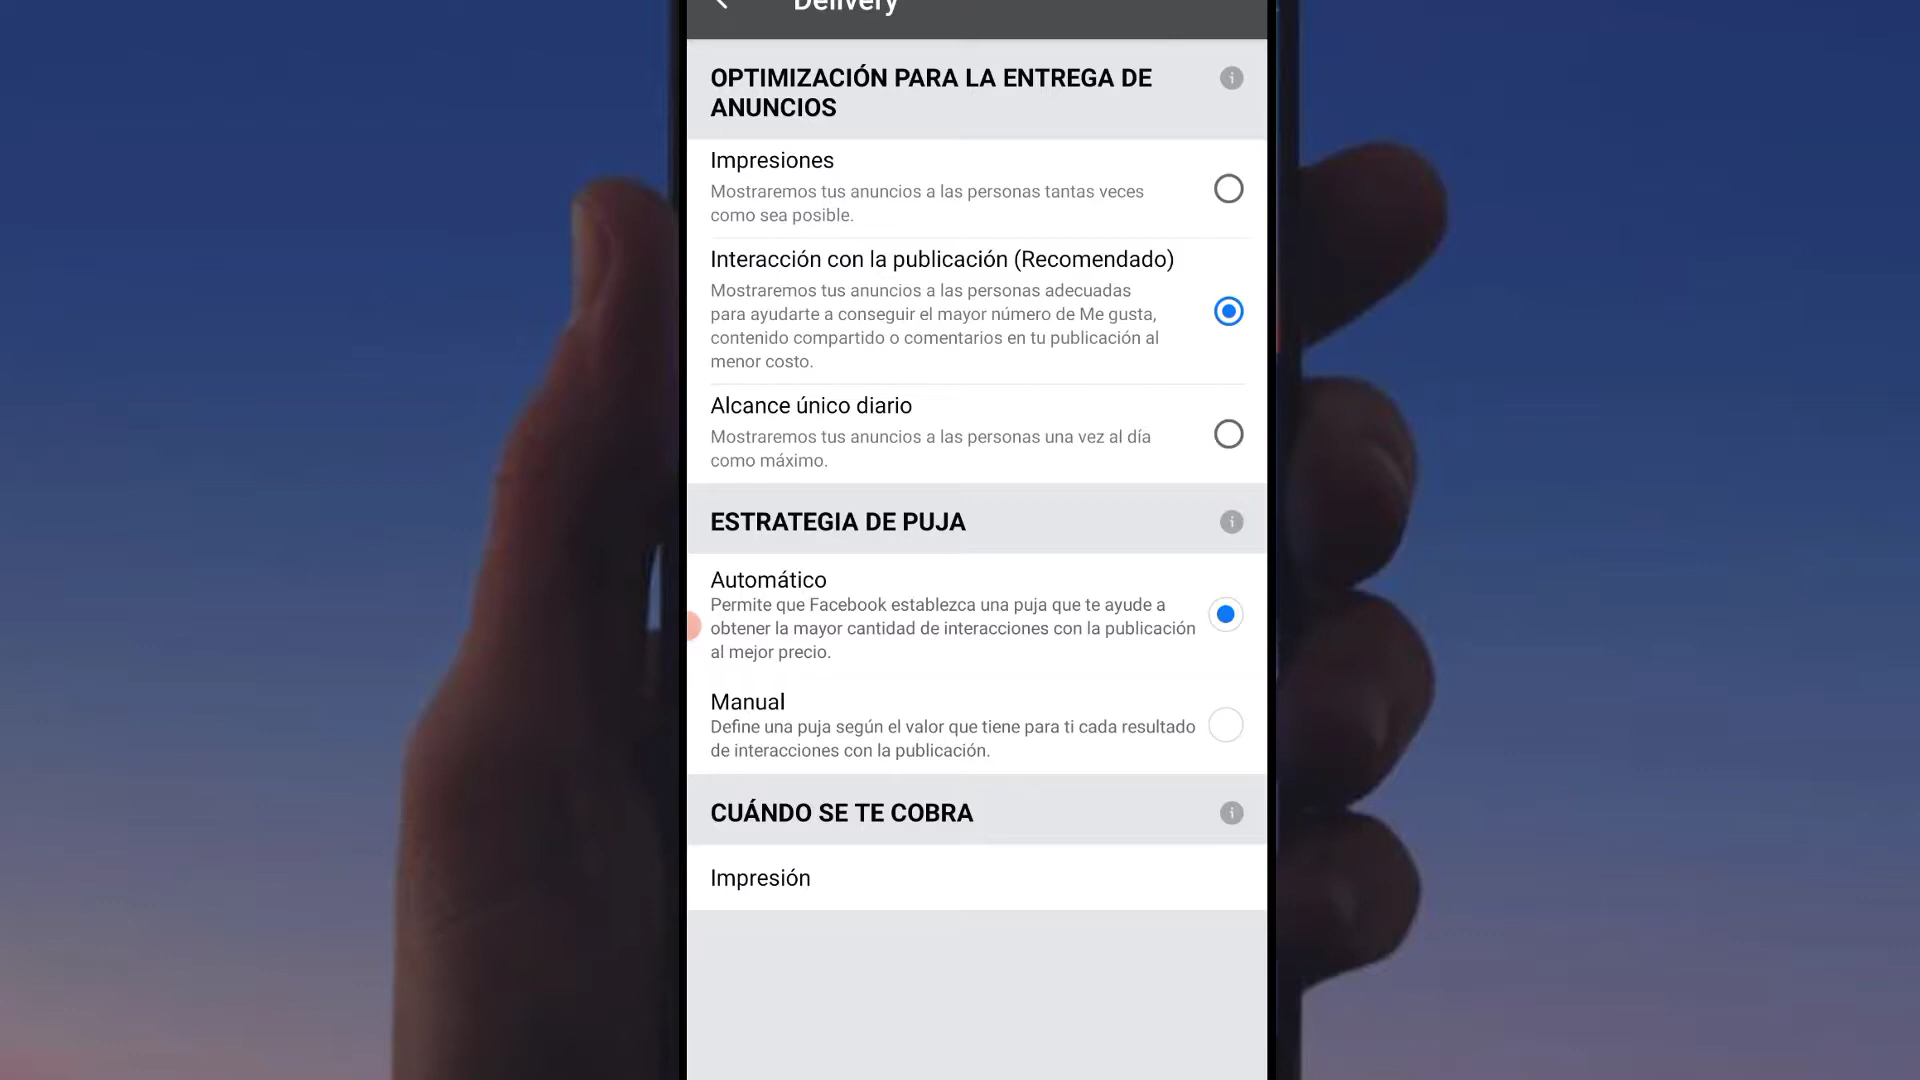 Delivery
OPTIMIZACIÓN PARA LA ENTREGA DE
ANUNCIOS
Impresiones
Mostraremos tus anuncios a las personas tantas veces
como sea posible.
Interacción con la publicación (Recomendado)
Mostraremos tus anuncios a las personas adecuadas
para ayudarte a conseguir el mayor número de Me gusta,
contenido compartido o comentarios en tu publicación al
menor costo.
Alcance único diario
Mostraremos tus anuncios a las personas una vez al día
como máximo.
ESTRATEGIA DE PUJA
Automático
Permite que Facebook establezca una puja que te ayude a
obtener la mayor cantidad de interacciones con la publicación
al mejor precio.
Manual
Define una puja según el valor que tiene para ti cada resultado
de interacciones con la publicación.
CUÁNDO SE TE COBRA
Impresión